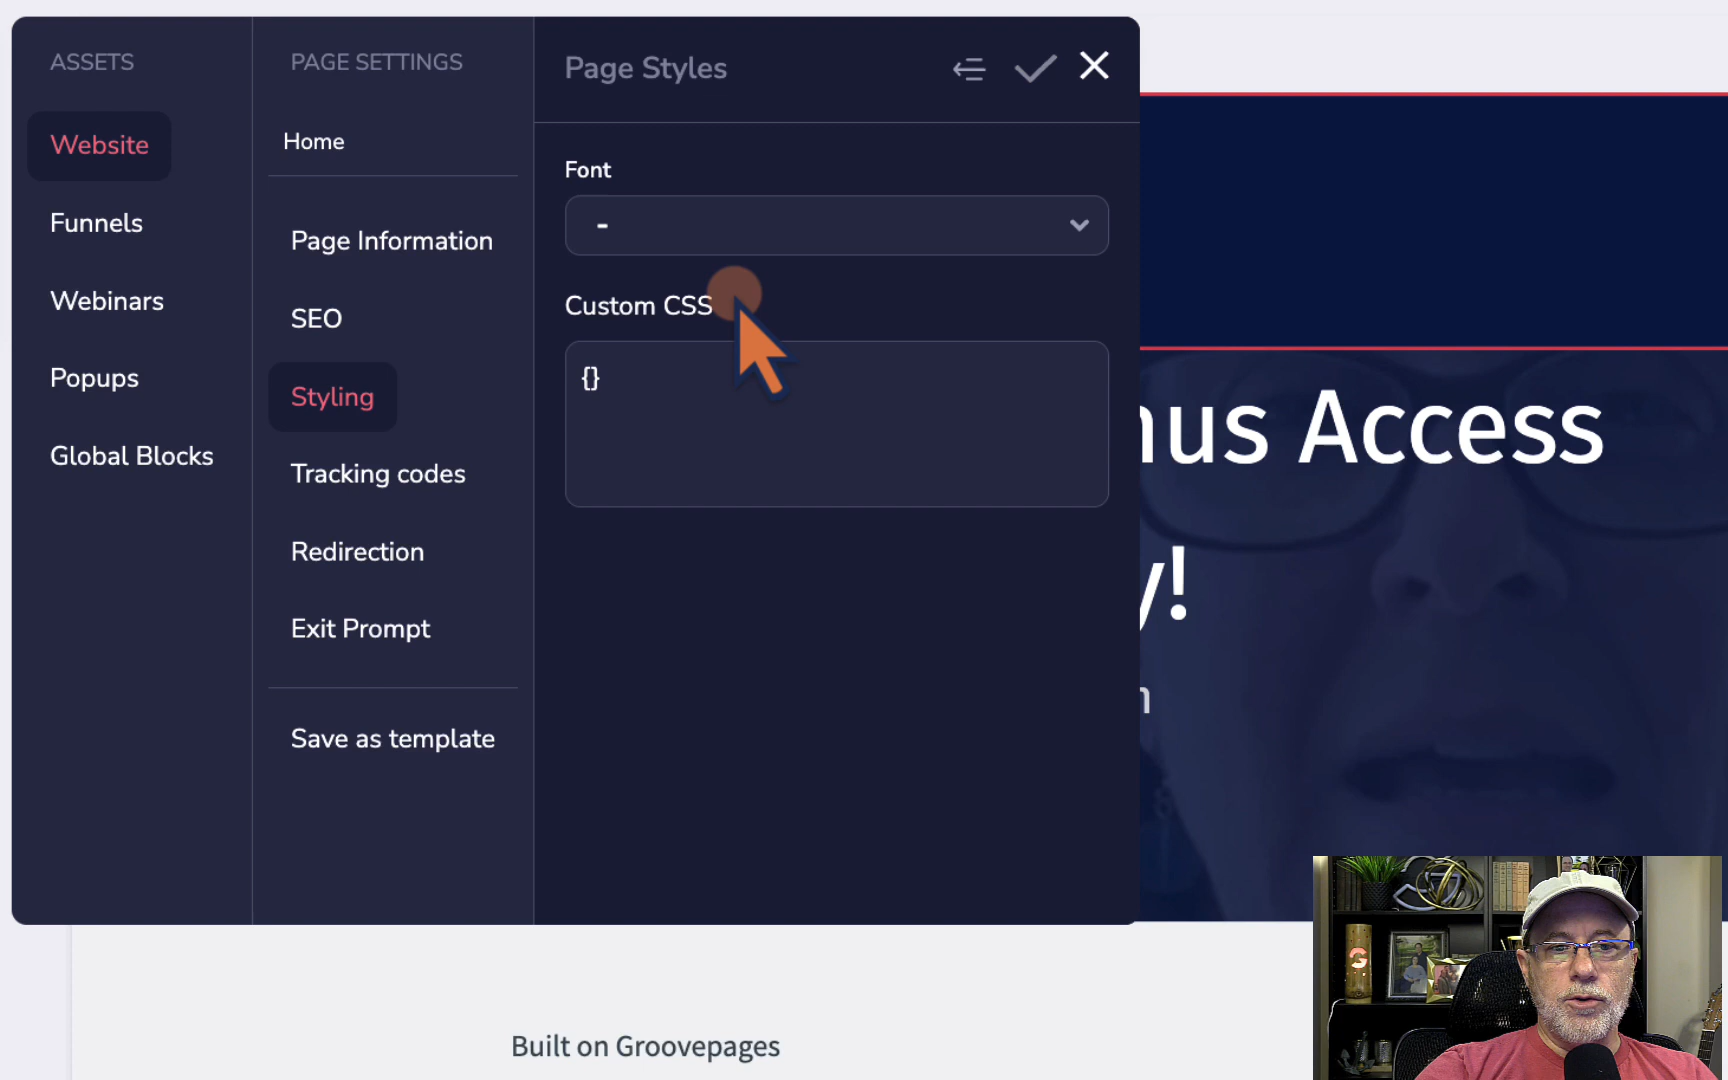 ASSETS
Website
Funnels
Webinars
Popups
Global Blocks
PAGE SETTINGS
Home
Page Information
SEO
Styling
Tracking codes
Redirection
Exit Prompt
Save as template
Page Styles
Font
-
Custom CSS
{}
nus Access
y!
n
Built on Groovepages
G